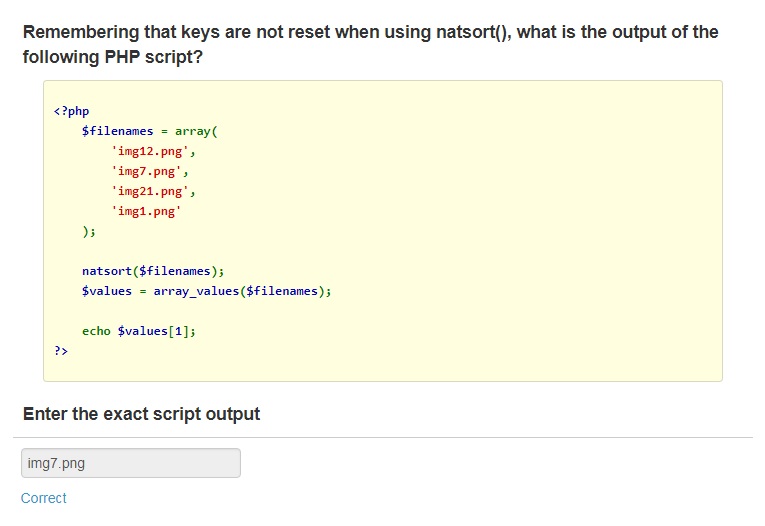 Remembering that keys are not reset when using natsort(), what is the output of the
following PHP script?
<?php
    $filenames = array(
        'img12.png',
        'img7.png',
        'img21.png',
        'img1.png'
    );

    natsort($filenames);
    $values = array_values($filenames);

    echo $values[1];
?>
Enter the exact script output
img7.png
Correct